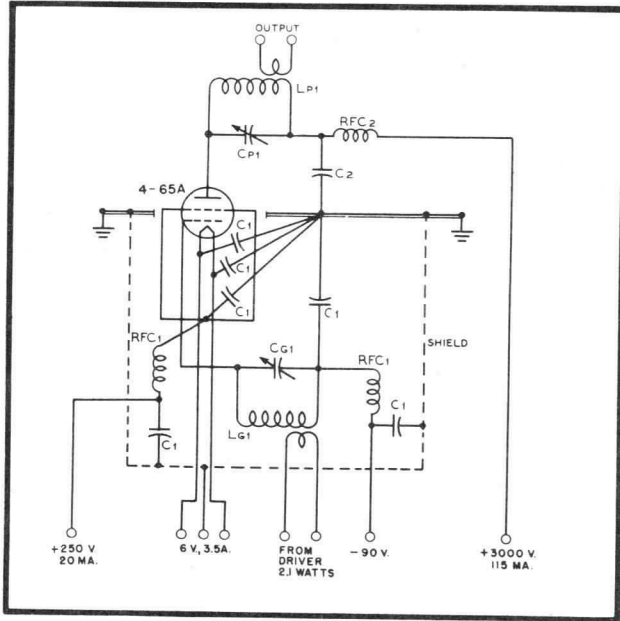 OUTPUT
LP1
RFC2
CP1
C2
4-65A
C1
C1
C1
C1
RFC1
CG1
RFC1
SHIELD
C1
LG1
C1
+250 V.
20 MA.
6 V, 3.5A.
FROM
DRIVER
2.1 WATTS
-90 V.
+3000 V.
115 MA.